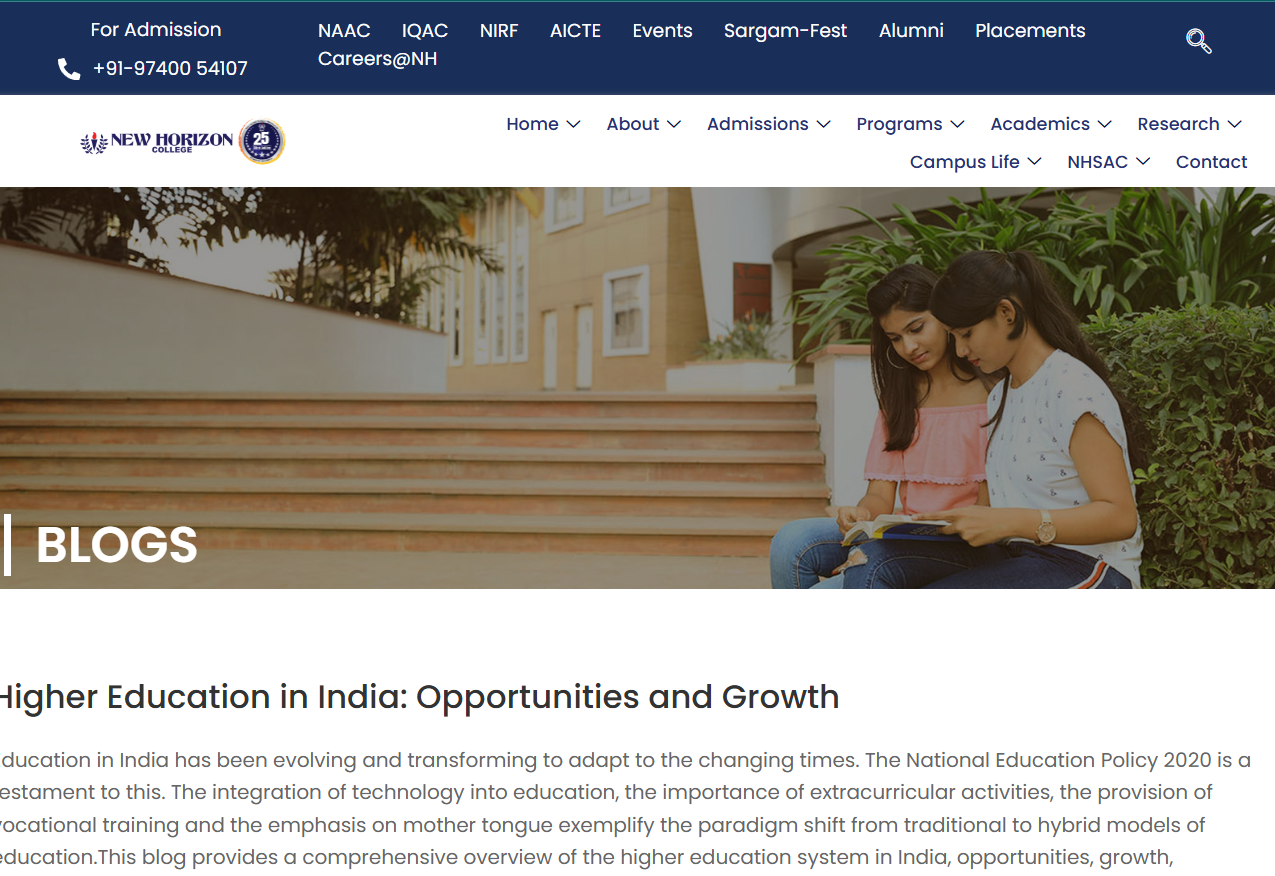 For Admission
+91-97400 54107
NAAC IQAC NIRF AICTE Events Sargam-Fest Alumni Placements
Careers@NH
NEW HORIZON
COLLEGE
25
Home About Admissions Programs Academics Research
Campus Life NHSAC Contact
BLOGS
Higher Education in India: Opportunities and Growth
ducation in India has been evolving and transforming to adapt to the changing times. The National Education Policy 2020 is a
estament to this. The integration of technology into education, the importance of extracurricular activities, the provision of
vocational training and the emphasis on mother tongue exemplify the paradigm shift from traditional to hybrid models of
education.This blog provides a comprehensive overview of the higher education system in India, opportunities, growth,